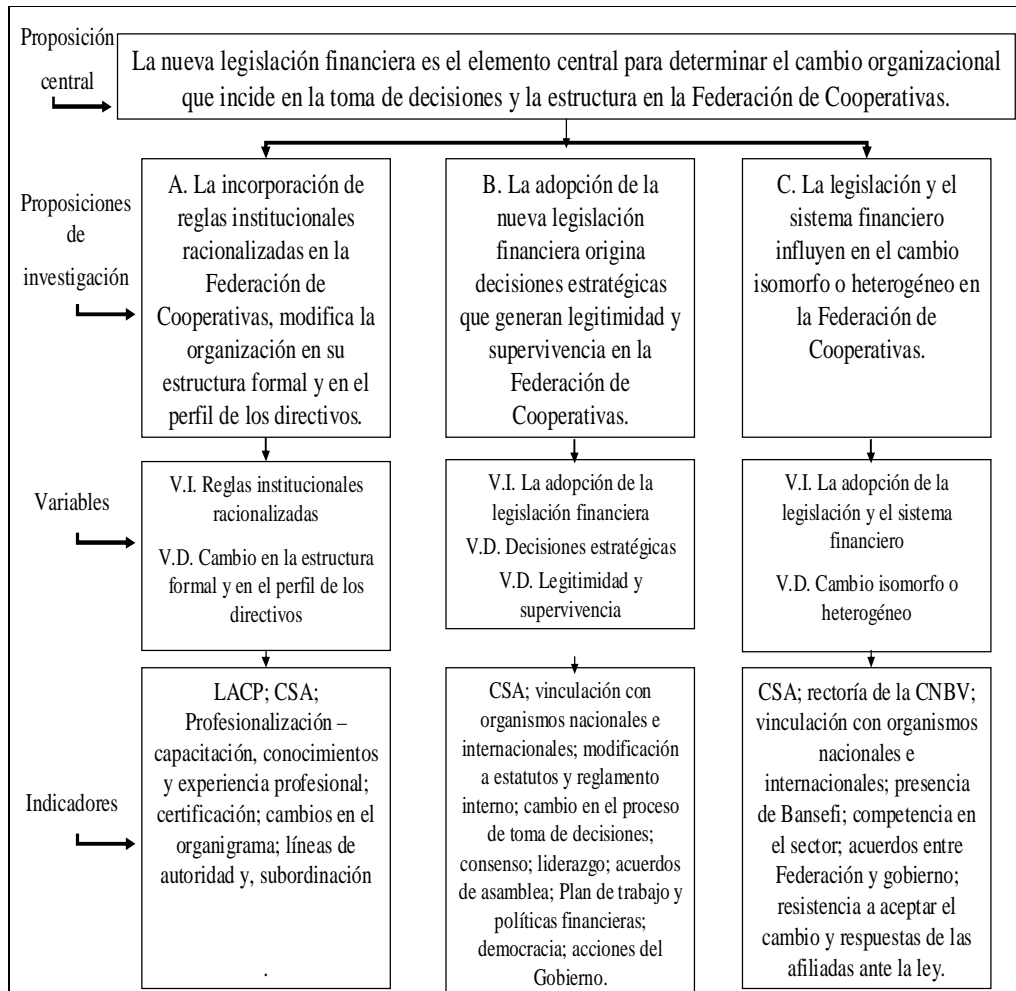 Proposición
central
La nueva legislación financiera es el elemento central para determinar el cambio organizacional
que incide en la toma de decisiones y la estructura en la Federación de Cooperativas.
Proposiciones
de
investigación
A. La incorporación de
reglas institucionales
racionalizadas en la
Federación de
Cooperativas, modifica la
organización en su
estructura formal y en el
perfil de los directivos.
B. La adopción de la
nueva legislación
financiera origina
decisiones estratégicas
que generan legitimidad y
supervivencia en la
Federación de
Cooperativas.
C. La legislación y el
sistema financiero
influyen en el cambio
isomorfo o heterogéneo en
la Federación de
Cooperativas.
Variables
V.I. Reglas institucionales
racionalizadas
V.D. Cambio en la estructura
formal y en el perfil de los
directivos
V.I. La adopción de la
legislación financiera
V.D. Decisiones estratégicas
V.D. Legitimidad y
supervivencia
V.I. La adopción de la
legislación y el sistema
financiero
V.D. Cambio isomorfo o
heterogéneo
Indicadores
LACP; CSA;
Profesionalización –
capacitación, conocimientos
y experiencia profesional;
certificación; cambios en el
organigrama; líneas de
autoridad y, subordinación
.
CSA; vinculación con
organismos nacionales e
internacionales; modificación
a estatutos y reglamento
interno; cambio en el proceso
de toma de decisiones;
consenso; liderazgo; acuerdos
de asamblea; Plan de trabajo y
políticas financieras;
democracia; acciones del
Gobierno.
CSA; rectoría de la CNBV;
vinculación con organismos
nacionales e
internacionales; presencia
de Bansefi; competencia en
el sector; acuerdos entre
Federación y gobierno;
resistencia a aceptar el
cambio y respuestas de las
afiliadas ante la ley.